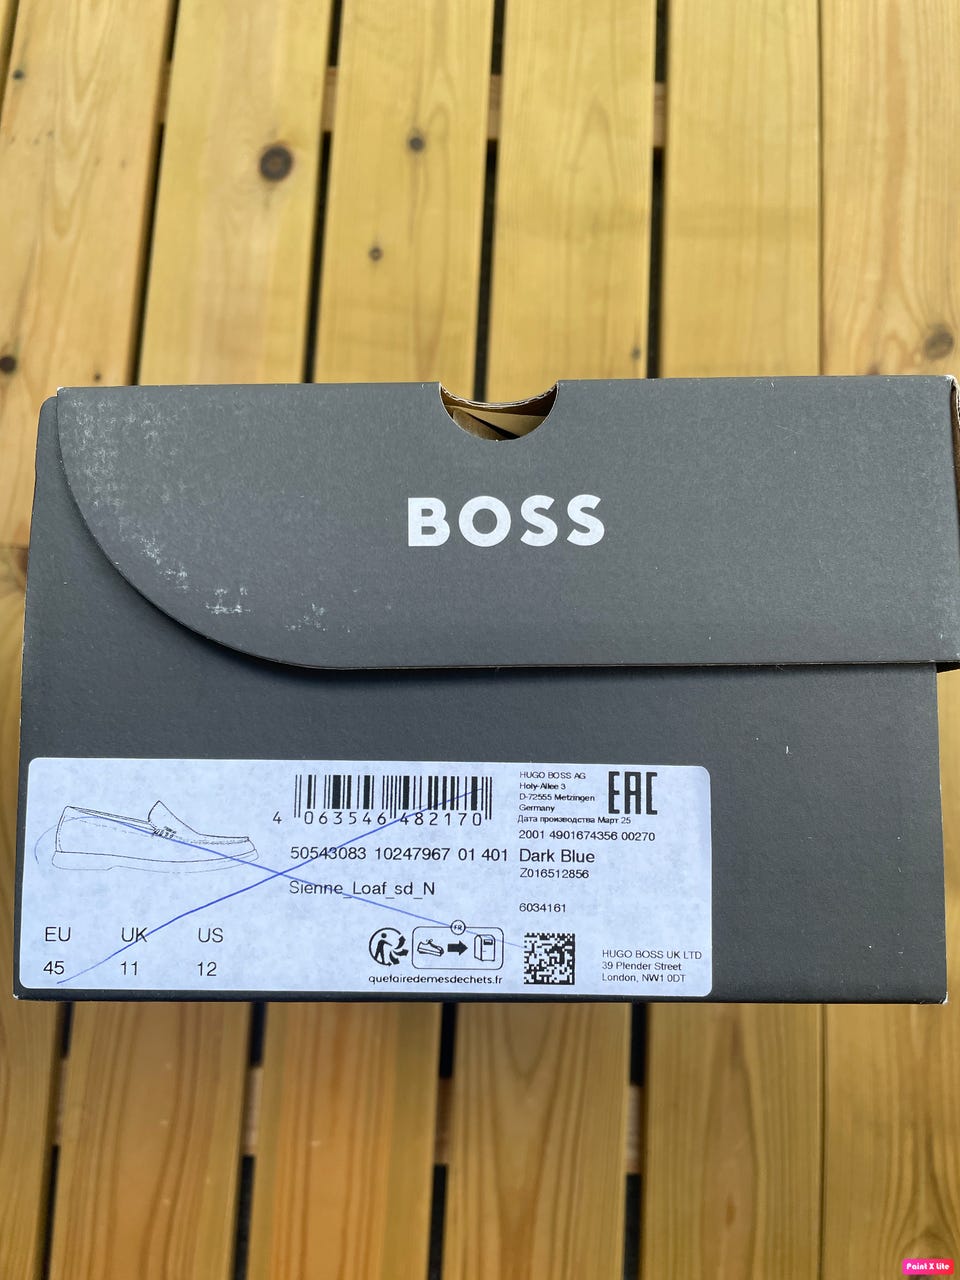 BOSS
4 063546 482170
50543083 10247967 01 401
Sienne_Loaf_sd_N
EU UK US
45 11 12
HUGO BOSS AG
Holy-Allee 3
D-72555 Metzingen
Germany
EAC
Дата производства Март 25
2001 4901674356 00270
Dark Blue
Z016512856
6034161
FR
quefairedemesdechets.fr
HUGO BOSS UK LTD
39 Plender Street
London, NW1 0DT
Paint X lite